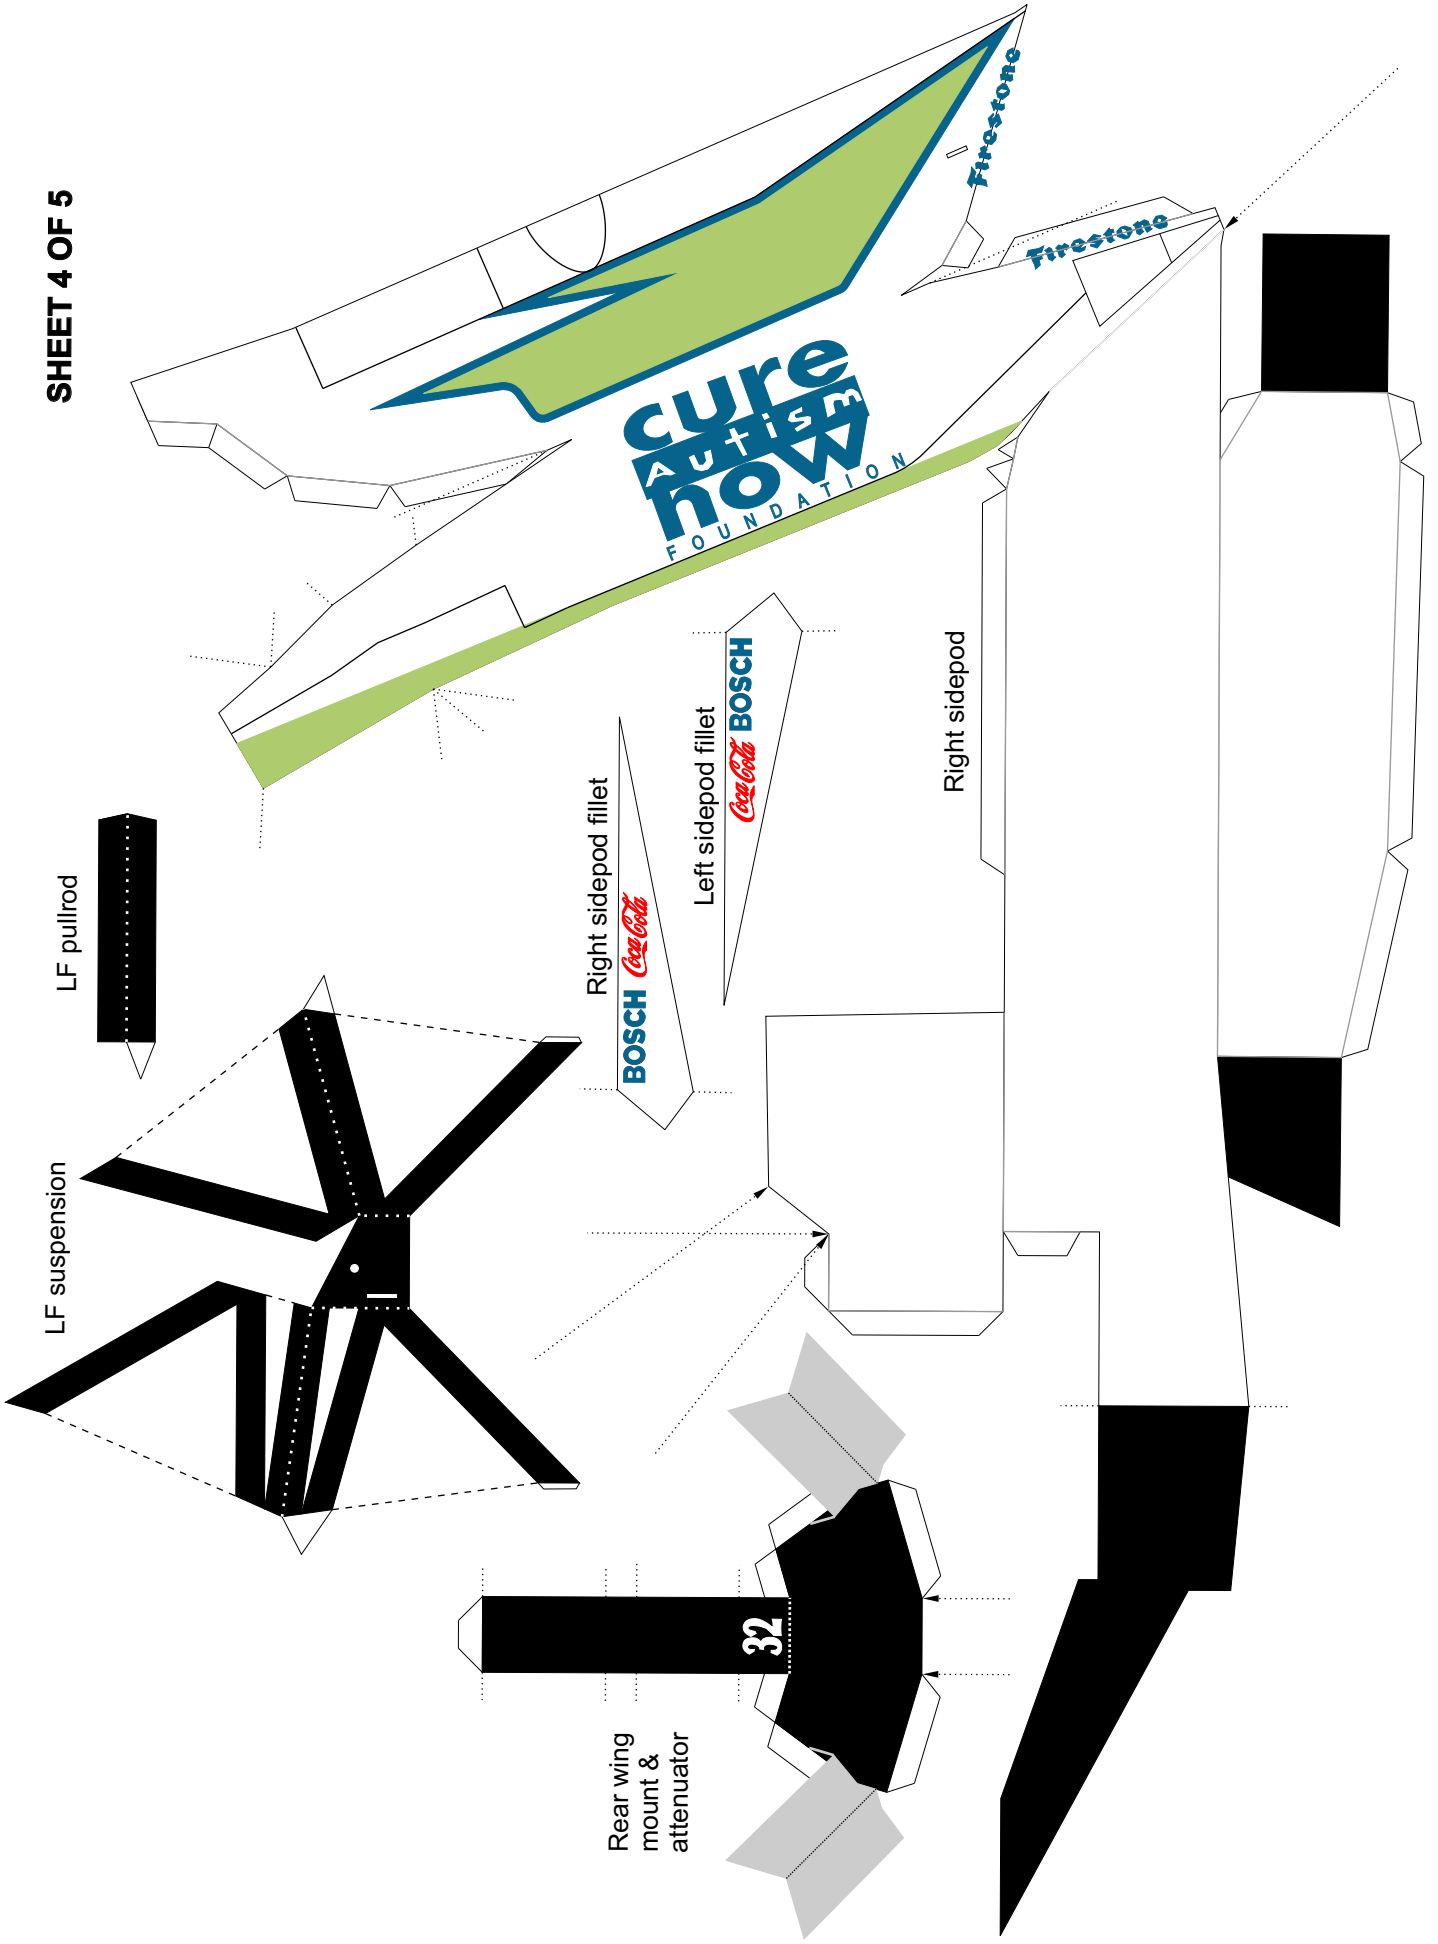 SHEET 4 OF 5
Firestone
Firestone
cure
Autism
now
FOUNDATION
LF pullrod
LF suspension
Right sidepod fillet
BOSCH Coca-Cola
Left sidepod fillet
Coca-Cola BOSCH
Right sidepod
32
Rear wing
mount &
attenuator